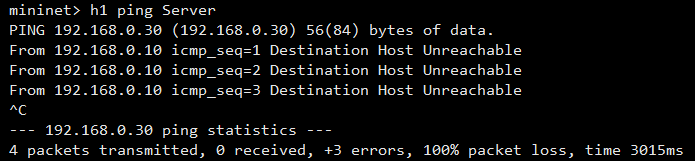 mininet> h1 ping Server
PING 192.168.0.30 (192.168.0.30) 56(84) bytes of data.
From 192.168.0.10 icmp_seq=1 Destination Host Unreachable
From 192.168.0.10 icmp_seq=2 Destination Host Unreachable
From 192.168.0.10 icmp_seq=3 Destination Host Unreachable
^C
--- 192.168.0.30 ping statistics ---
4 packets transmitted, 0 received, +3 errors, 100% packet loss, time 3015ms